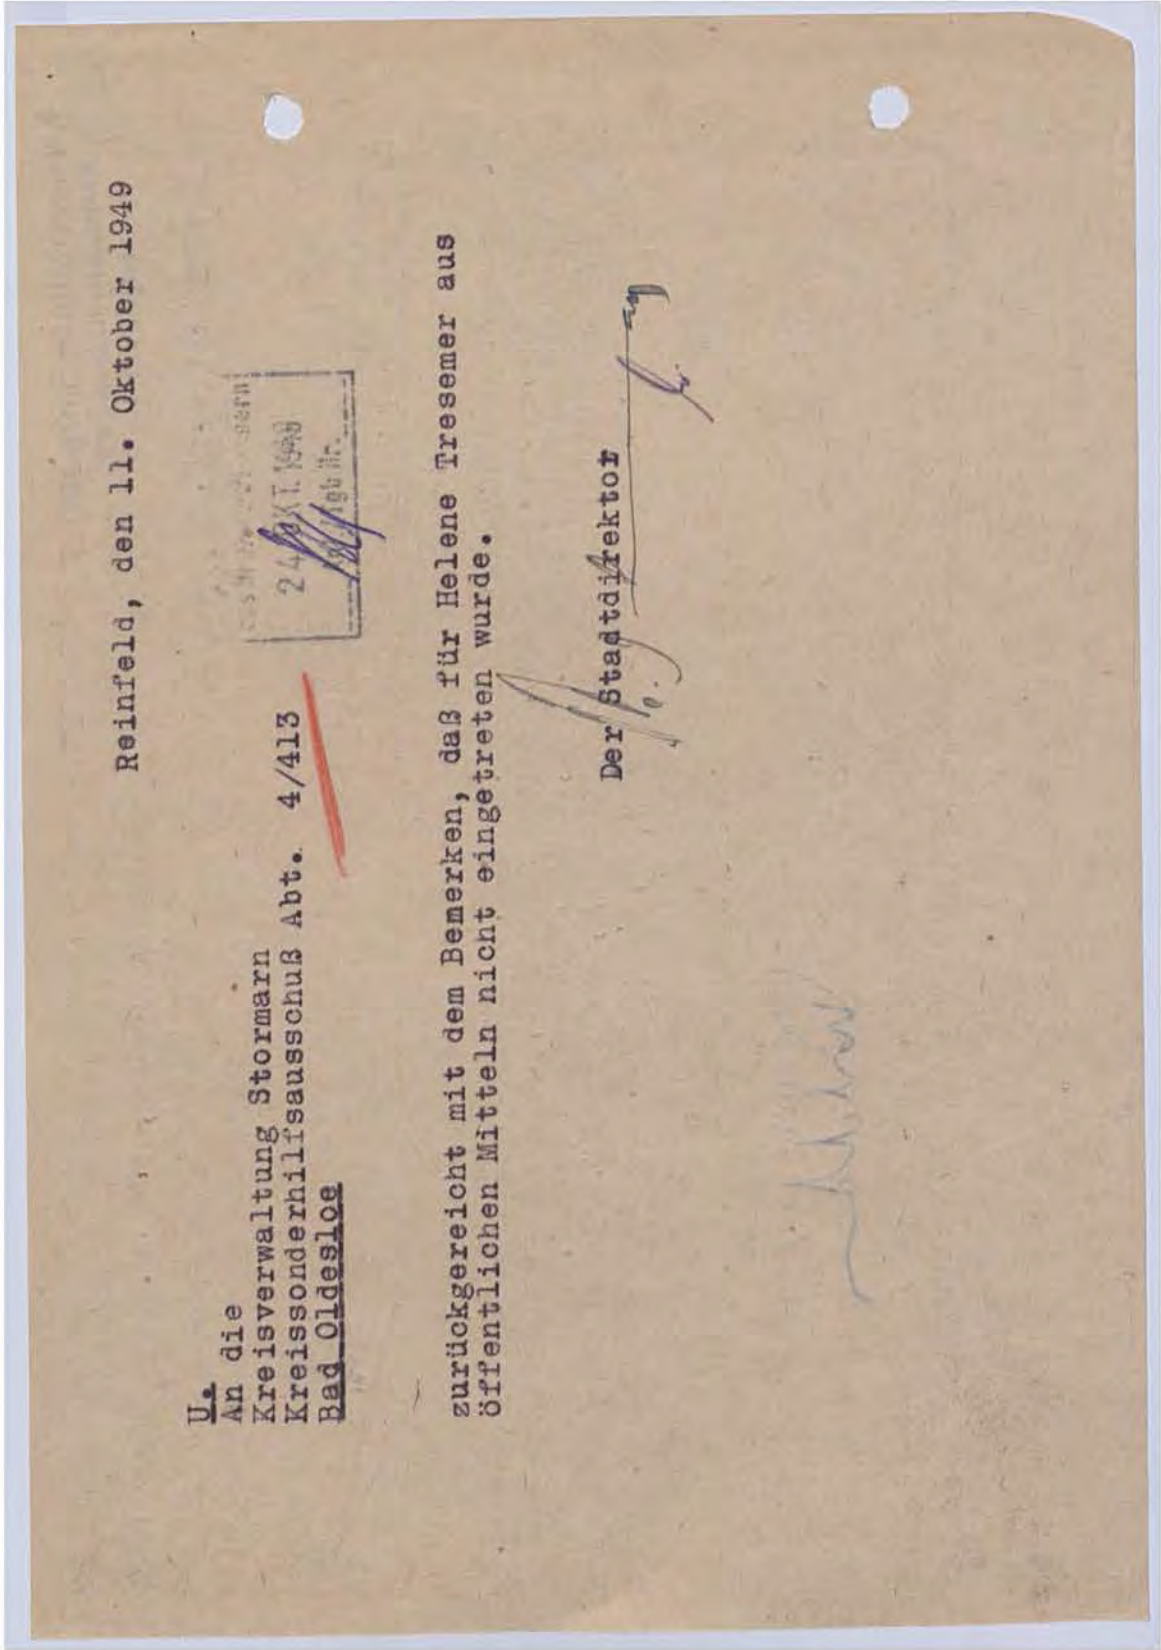 Reinfeld, den 11. Oktober 1949
U.
An die
Kreisverwaltung Stormarn
Kreissonderhilfsausschuß Abt. 4/413
Bad Oldesloe
zurückgereicht mit dem Bemerken, daß für Helene Tresemer aus
öffentlichen Mitteln nicht eingetreten wurde.
Der Stadtdirektor